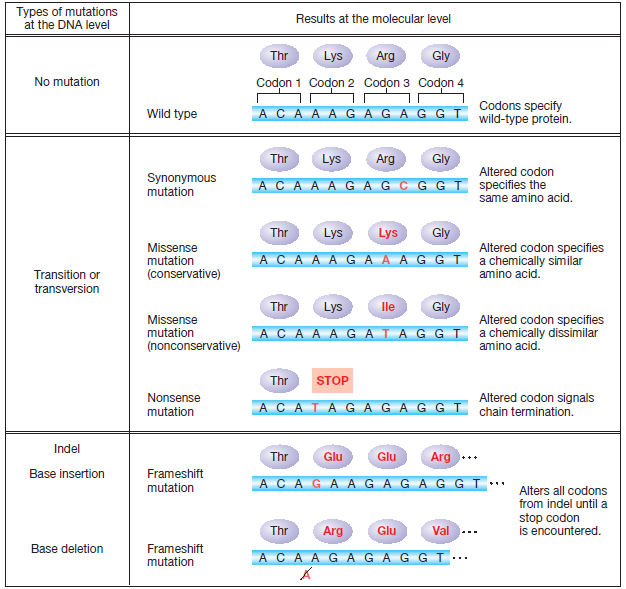 Types of mutations
at the DNA level
Results at the molecular level
No mutation
Thr Lys Arg Gly
Codon 1 Codon 2 Codon 3 Codon 4
Wild type
A C A A A G A G A G G T
Codons specify
wild-type protein.
Transition or
transversion
Synonymous
mutation
Thr Lys Arg Gly
A C A A A G A G C G G T
Altered codon
specifies the
same amino acid.
Missense
mutation
(conservative)
Thr Lys Lys Gly
A C A A A G A A A G G T
Altered codon specifies
a chemically similar
amino acid.
Missense
mutation
(nonconservative)
Thr Lys Ile Gly
A C A A A G A T A G G T
Altered codon specifies
a chemically dissimilar
amino acid.
Nonsense
mutation
Thr STOP
A C A T A G A G A G G T
Altered codon signals
chain termination.
Indel
Base insertion
Frameshift
mutation
Thr Glu Glu Arg ...
A C A G A A G A G A G G T ...
Base deletion
Frameshift
mutation
Thr Arg Glu Val ...
A C A A G A G A G G T ...
A
Alters all codons
from indel until a
stop codon
is encountered.